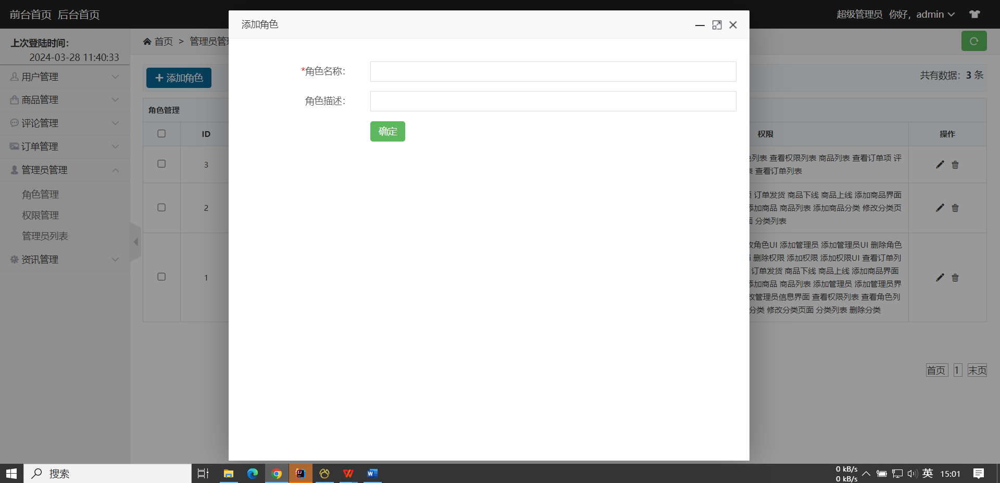 前台首页 后台首页
超级管理员 你好，admin
上次登陆时间：
2024-03-28 11:40:33
用户管理
商品管理
评论管理
订单管理
管理员管理
角色管理
权限管理
管理员列表
资讯管理
首页 > 管理员管
添加角色
共有数据：3 条
角色管理
ID
权限
操作
3
列表 查看权限列表 商品列表 查看订单项 评
查看订单列表
2
订单发货 商品下线 商品上线 添加商品界面
添加商品 商品列表 添加商品分类 修改分类页
分类列表
1
角色UI 添加管理员 添加管理员UI 删除角色
删除权限 添加权限 添加权限UI 查看订单列
订单发货 商品下线 商品上线 添加商品界面
添加商品 商品列表 添加管理员 添加管理员界
改管理员信息界面 查看权限列表 查看角色列
分类 修改分类页面 分类列表 删除分类
首页 1 末页
添加角色
*角色名称：
角色描述：
确定
搜索
0 kB/s
0 kB/s
英
15:01